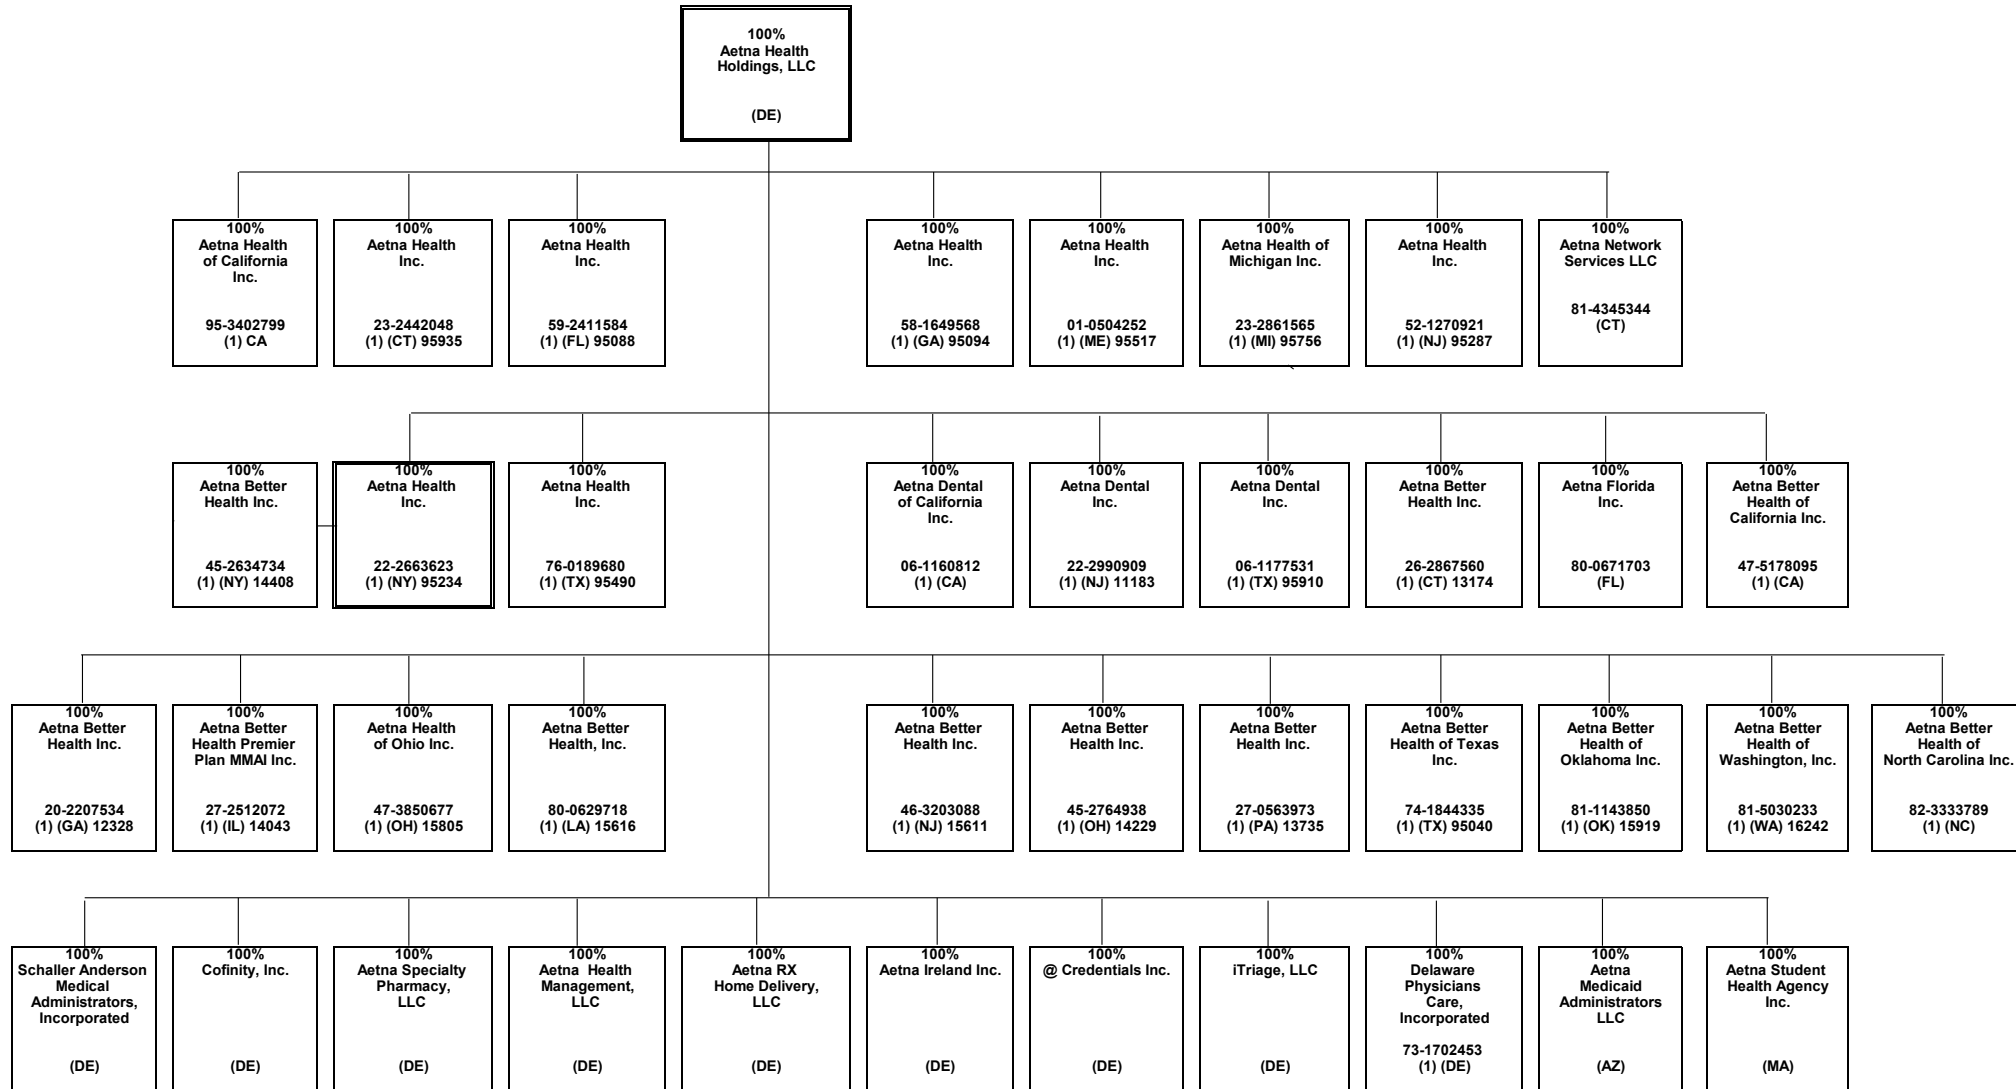 100%
Aetna Health
Holdings, LLC
(DE)
100%
Aetna Health
of California
Inc.
95-3402799
(1) CA
100%
Aetna Health
Inc.
23-2442048
(1) (CT) 95935
100%
Aetna Health
Inc.
59-2411584
(1) (FL) 95088
100%
Aetna Health
Inc.
58-1649568
(1) (GA) 95094
100%
Aetna Health
Inc.
01-0504252
(1) (ME) 95517
100%
Aetna Health of
Michigan Inc.
23-2861565
(1) (MI) 95756
100%
Aetna Health
Inc.
52-1270921
(1) (NJ) 95287
100%
Aetna Network
Services LLC
81-4345344
(CT)
100%
Aetna Better
Health Inc.
45-2634734
(1) (NY) 14408
100%
Aetna Health
Inc.
22-2663623
(1) (NY) 95234
100%
Aetna Health
Inc.
76-0189680
(1) (TX) 95490
100%
Aetna Dental
of California
Inc.
06-1160812
(1) (CA)
100%
Aetna Dental
Inc.
22-2990909
(1) (NJ) 11183
100%
Aetna Dental
Inc.
06-1177531
(1) (TX) 95910
100%
Aetna Better
Health Inc.
26-2867560
(1) (CT) 13174
100%
Aetna Florida
Inc.
80-0671703
(FL)
100%
Aetna Better
Health of
California Inc.
47-5178095
(1) (CA)
100%
Aetna Better
Health Inc.
20-2207534
(1) (GA) 12328
100%
Aetna Better
Health Premier
Plan MMAI Inc.
27-2512072
(1) (IL) 14043
100%
Aetna Health
of Ohio Inc.
47-3850677
(1) (OH) 15805
100%
Aetna Better
Health, Inc.
80-0629718
(1) (LA) 15616
100%
Aetna Better
Health Inc.
46-3203088
(1) (NJ) 15611
100%
Aetna Better
Health Inc.
45-2764938
(1) (OH) 14229
100%
Aetna Better
Health Inc.
27-0563973
(1) (PA) 13735
100%
Aetna Better
Health of Texas
Inc.
74-1844335
(1) (TX) 95040
100%
Aetna Better
Health of
Oklahoma Inc.
81-1143850
(1) (OK) 15919
100%
Aetna Better
Health of
Washington, Inc.
81-5030233
(1) (WA) 16242
100%
Aetna Better
Health of
North Carolina Inc.
82-3333789
(1) (NC)
100%
Schaller Anderson
Medical
Administrators,
Incorporated
(DE)
100%
Cofinity, Inc.
(DE)
100%
Aetna Specialty
Pharmacy,
LLC
(DE)
100%
Aetna Health
Management,
LLC
(DE)
100%
Aetna RX
Home Delivery,
LLC
(DE)
100%
Aetna Ireland Inc.
(DE)
100%
@ Credentials Inc.
(DE)
100%
iTriage, LLC
(DE)
100%
Delaware
Physicians
Care,
Incorporated
73-1702453
(1) (DE)
100%
Aetna
Medicaid
Administrators
LLC
(AZ)
100%
Aetna Student
Health Agency
Inc.
(MA)